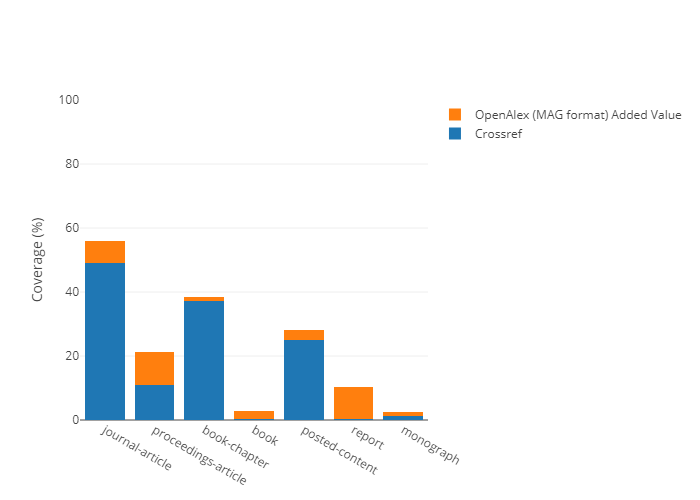 100
80
60
40
20
0
Coverage (%)
journal-article
proceedings-article
book-chapter
book
posted-content
report
monograph
OpenAlex (MAG format) Added Value
Crossref